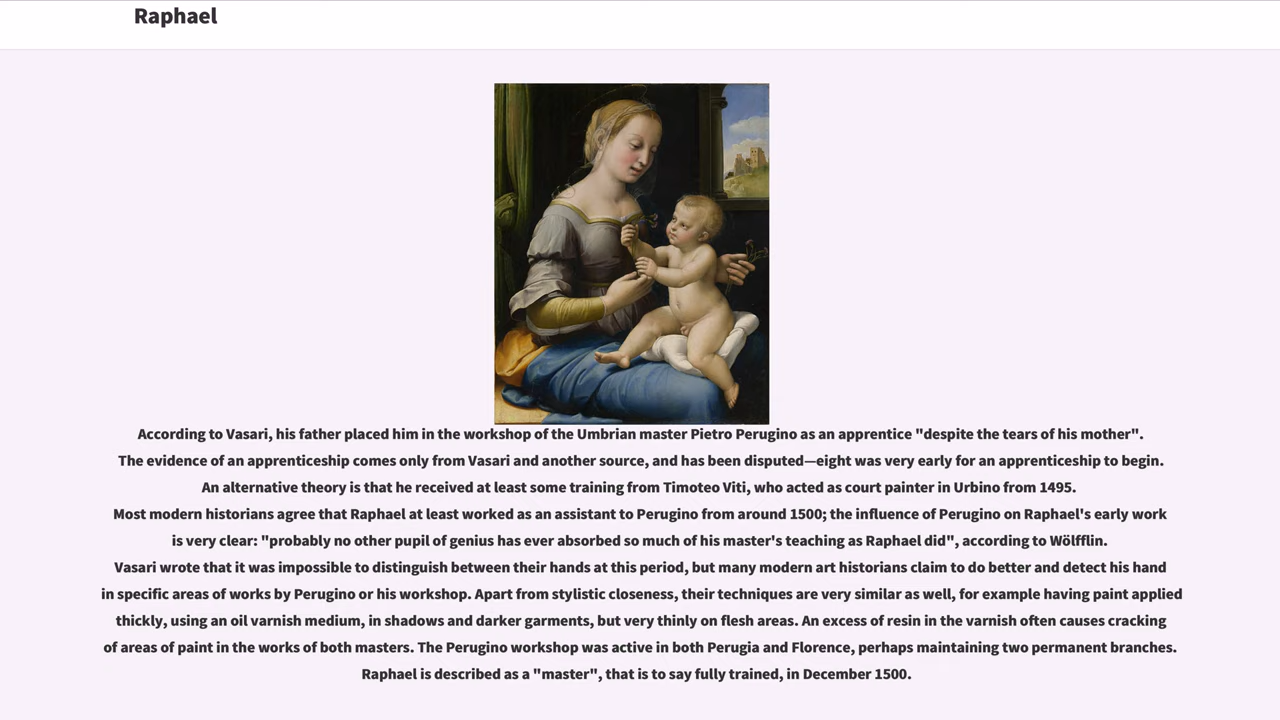 Raphael
According to Vasari, his father placed him in the workshop of the Umbrian master Pietro Perugino as an apprentice "despite the tears of his mother".
The evidence of an apprenticeship comes only from Vasari and another source, and has been disputed—eight was very early for an apprenticeship to begin.
An alternative theory is that he received at least some training from Timoteo Viti, who acted as court painter in Urbino from 1495.
Most modern historians agree that Raphael at least worked as an assistant to Perugino from around 1500; the influence of Perugino on Raphael's early work
is very clear: "probably no other pupil of genius has ever absorbed so much of his master's teaching as Raphael did", according to Wölfflin.
Vasari wrote that it was impossible to distinguish between their hands at this period, but many modern art historians claim to do better and detect his hand
in specific areas of works by Perugino or his workshop. Apart from stylistic closeness, their techniques are very similar as well, for example having paint applied
thickly, using an oil varnish medium, in shadows and darker garments, but very thinly on flesh areas. An excess of resin in the varnish often causes cracking
of areas of paint in the works of both masters. The Perugino workshop was active in both Perugia and Florence, perhaps maintaining two permanent branches.
Raphael is described as a "master", that is to say fully trained, in December 1500.